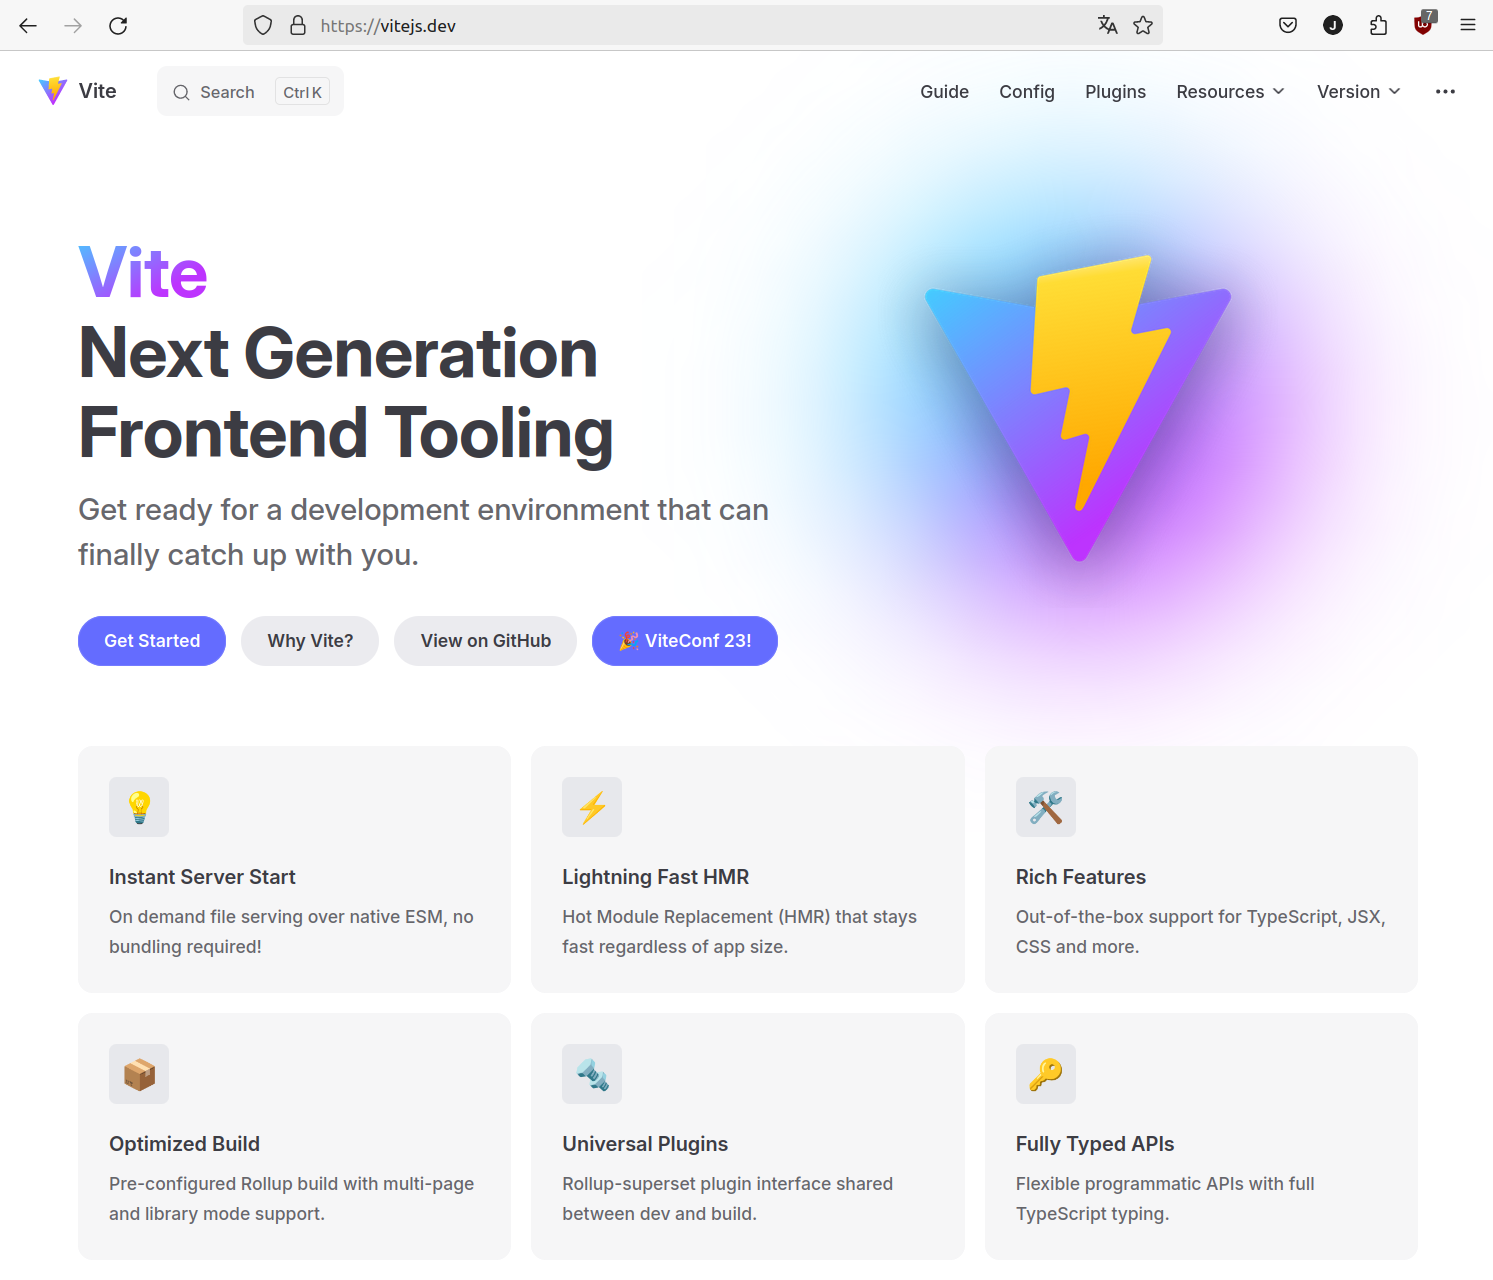 https://vitejs.dev
J
7
Vite
Search Ctrl K
Guide Config Plugins Resources Version
Vite
Next Generation
Frontend Tooling
Get ready for a development environment that can
finally catch up with you.
Get Started
Why Vite?
View on GitHub
🎉 ViteConf 23!
Instant Server Start
On demand file serving over native ESM, no
bundling required!
Lightning Fast HMR
Hot Module Replacement (HMR) that stays
fast regardless of app size.
Rich Features
Out-of-the-box support for TypeScript, JSX,
CSS and more.
Optimized Build
Pre-configured Rollup build with multi-page
and library mode support.
Universal Plugins
Rollup-superset plugin interface shared
between dev and build.
Fully Typed APIs
Flexible programmatic APIs with full
TypeScript typing.